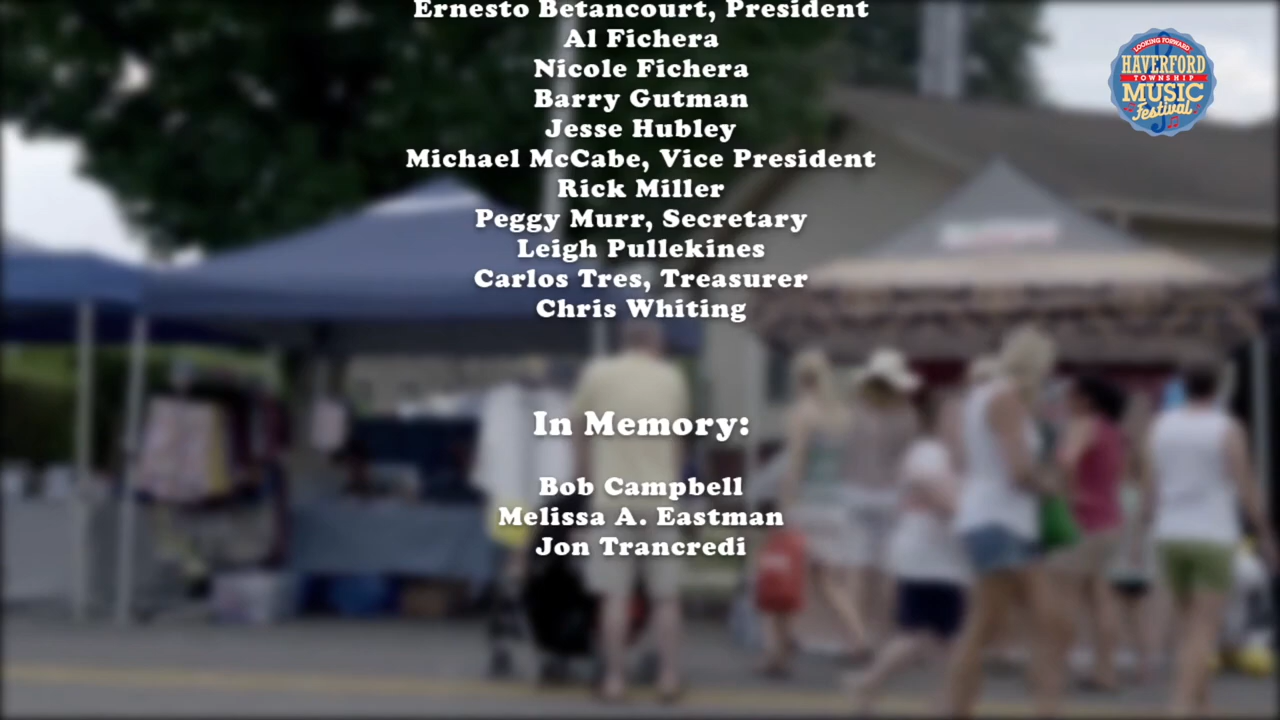 Ernesto Betancourt, President
Al Fichera
Nicole Fichera
Barry Gutman
Jesse Hubley
Michael McCabe, Vice President
Rick Miller
Peggy Murr, Secretary
Leigh Pullekines
Carlos Tres, Treasurer
Chris Whiting
In Memory:
Bob Campbell
Melissa A. Eastman
Jon Trancredi
LOOKING FORWARD
HAVERFORD
TOWNSHIP
MUSIC
Festival